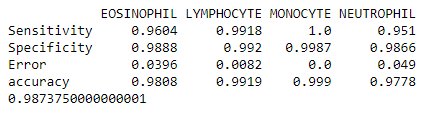 EOSINOPHIL LYMPHOCYTE MONOCYTE NEUTROPHIL
Sensitivity 0.9604 0.9918 1.0 0.951
Specificity 0.9888 0.992 0.9987 0.9866
Error 0.0396 0.0082 0.0 0.049
accuracy 0.9808 0.9919 0.999 0.9778
0.9873750000000001